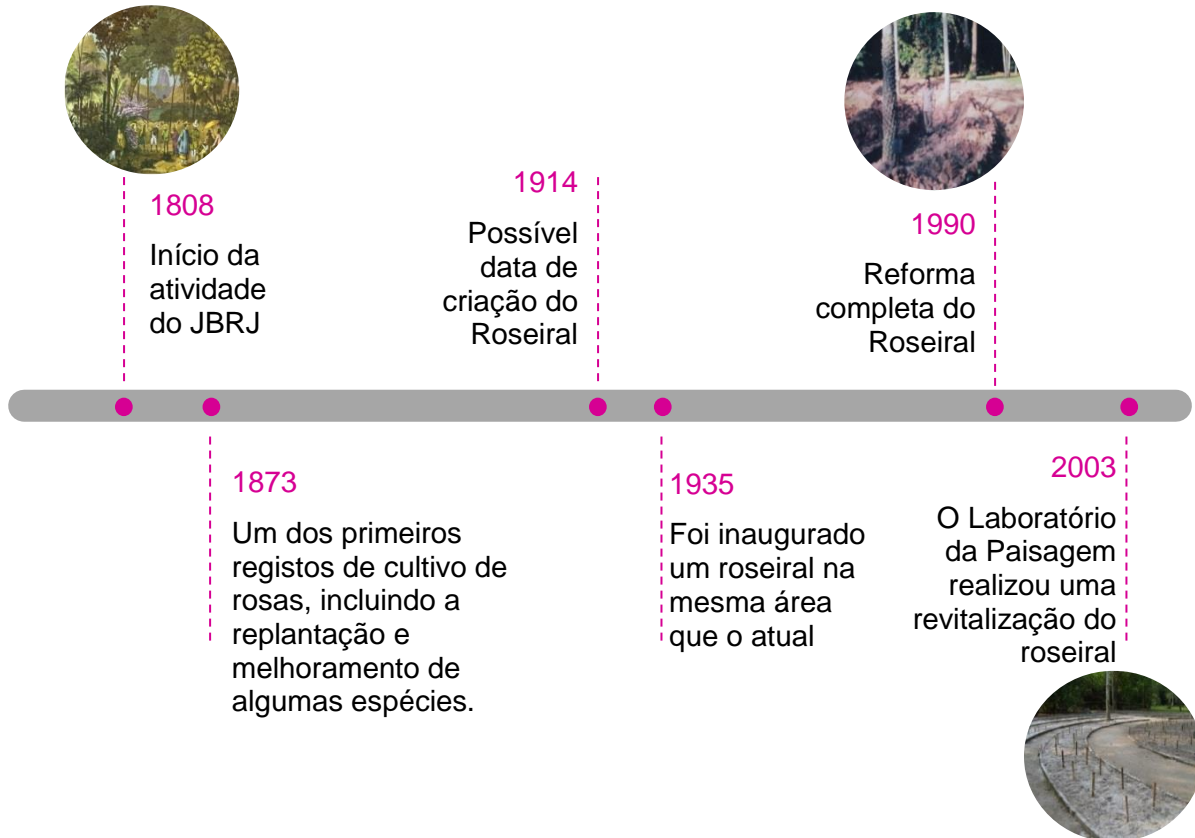 1808
Início da
atividade
do JBRJ
1914
Possível
data de
criação do
Roseiral
1990
Reforma
completa do
Roseiral
1873
Um dos primeiros
registos de cultivo de
rosas, incluindo a
replantação e
melhoramento de
algumas espécies.
1935
Foi inaugurado
um roseiral na
mesma área
que o atual
2003
O Laboratório
da Paisagem
realizou uma
revitalização do
roseiral